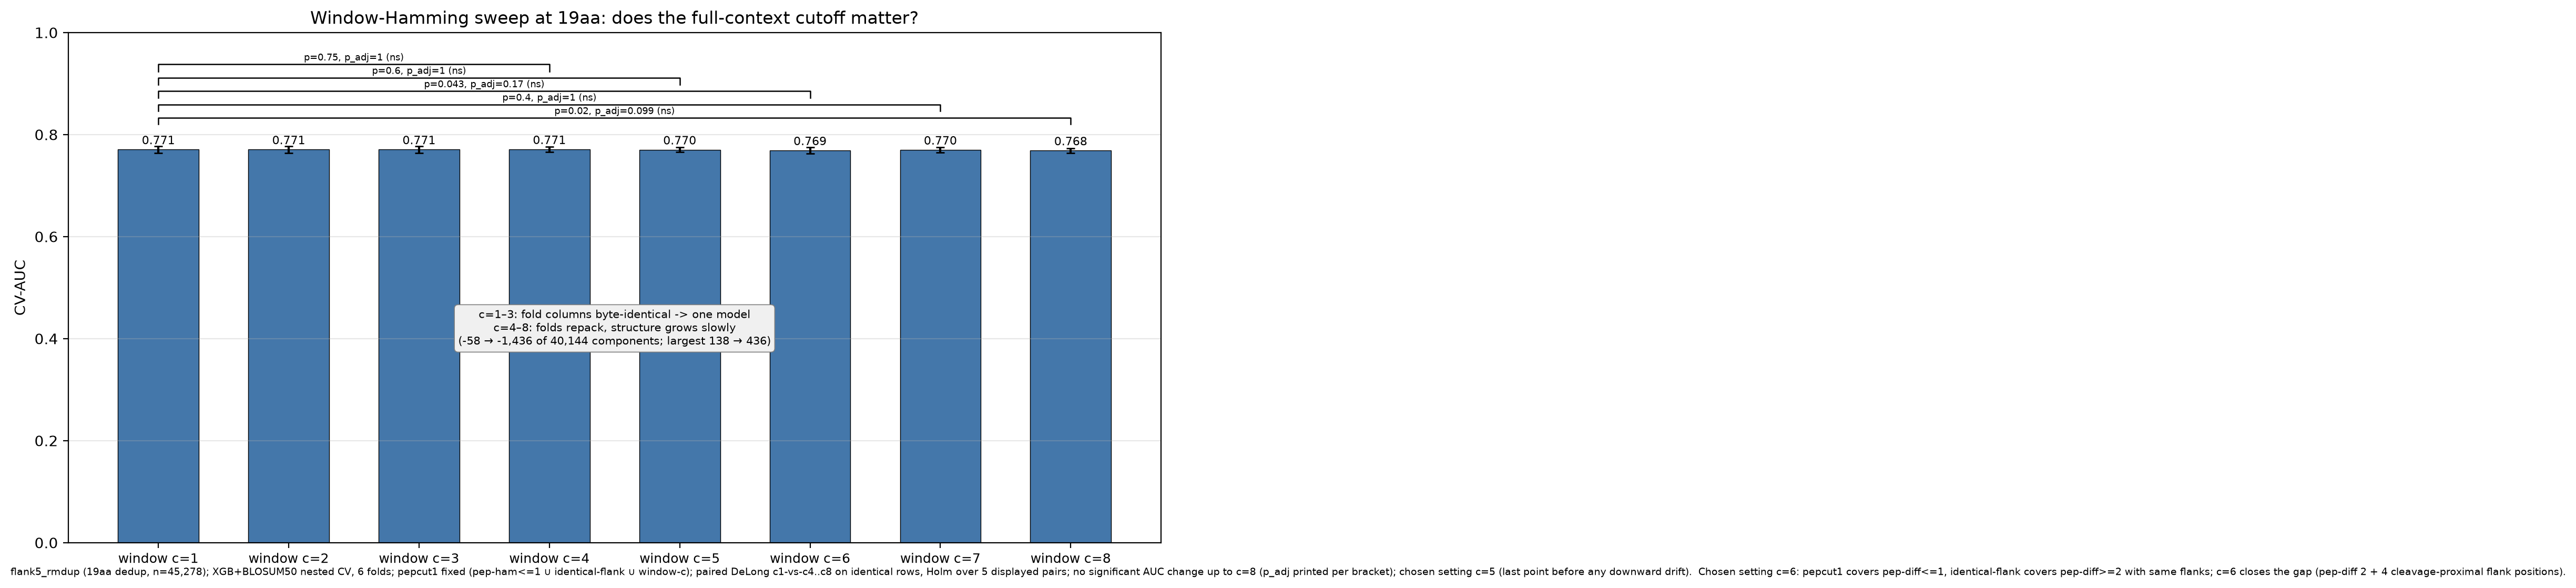 Window-Hamming sweep at 19aa: does the full-context cutoff matter?
1.0
0.8
0.6
0.4
0.2
0.0
CV-AUC
p=0.75, p_adj=1 (ns)
p=0.6, p_adj=1 (ns)
p=0.043, p_adj=0.17 (ns)
p=0.4, p_adj=1 (ns)
p=0.02, p_adj=0.099 (ns)
0.771 0.771 0.771 0.771 0.770 0.769 0.770 0.768
c=1–3: fold columns byte-identical -> one model
c=4–8: folds repack, structure grows slowly
(-58 → -1,436 of 40,144 components; largest 138 → 436)
window c=1 window c=2 window c=3 window c=4 window c=5 window c=6 window c=7 window c=8
flank5_rmdup (19aa dedup, n=45,278); XGB+BLOSUM50 nested CV, 6 folds; pepcut1 fixed (pep-ham<=1 ∪ identical-flank ∪ window-c); paired DeLong c1-vs-c4..c8 on identical rows, Holm over 5 displayed pairs; no significant AUC change up to c=8 (p_adj printed per bracket); chosen setting c=5 (last point before any downward drift).  Chosen setting c=6: pepcut1 covers pep-diff<=1, identical-flank covers pep-diff>=2 with same flanks; c=6 closes the gap (pep-diff 2 + 4 cleavage-proximal flank positions).